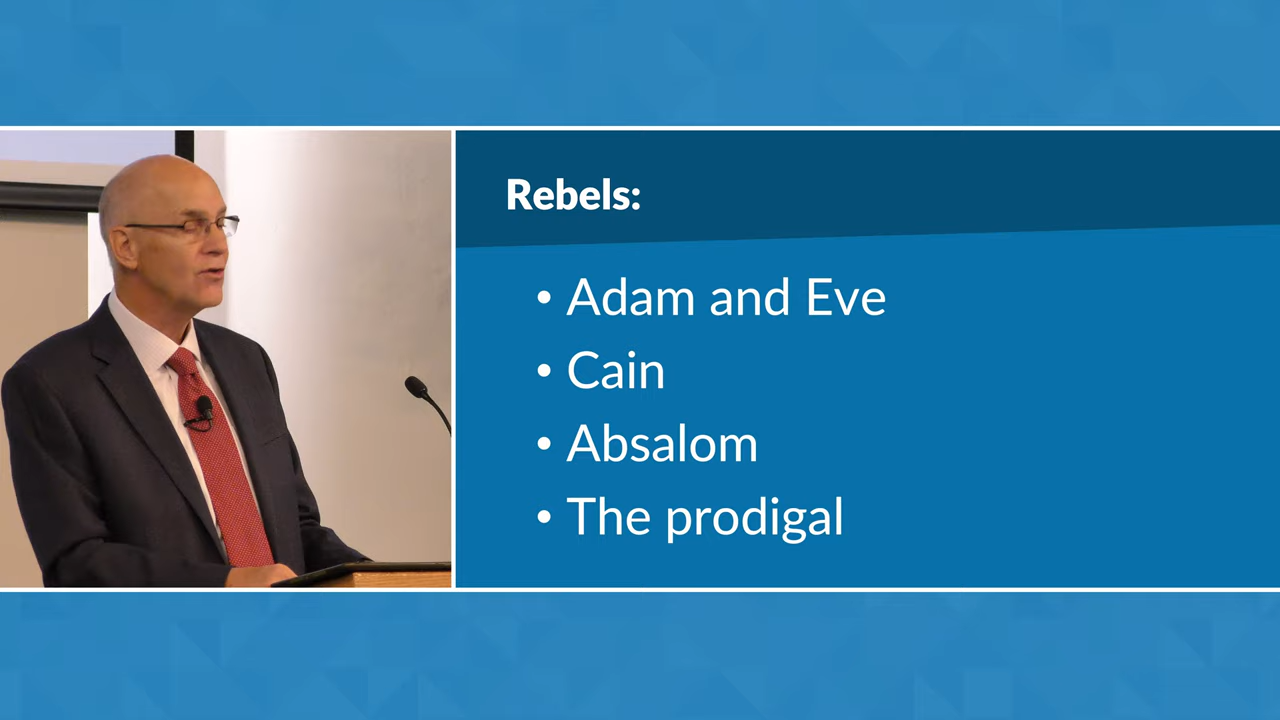 Rebels:
• Adam and Eve
• Cain
• Absalom
• The prodigal